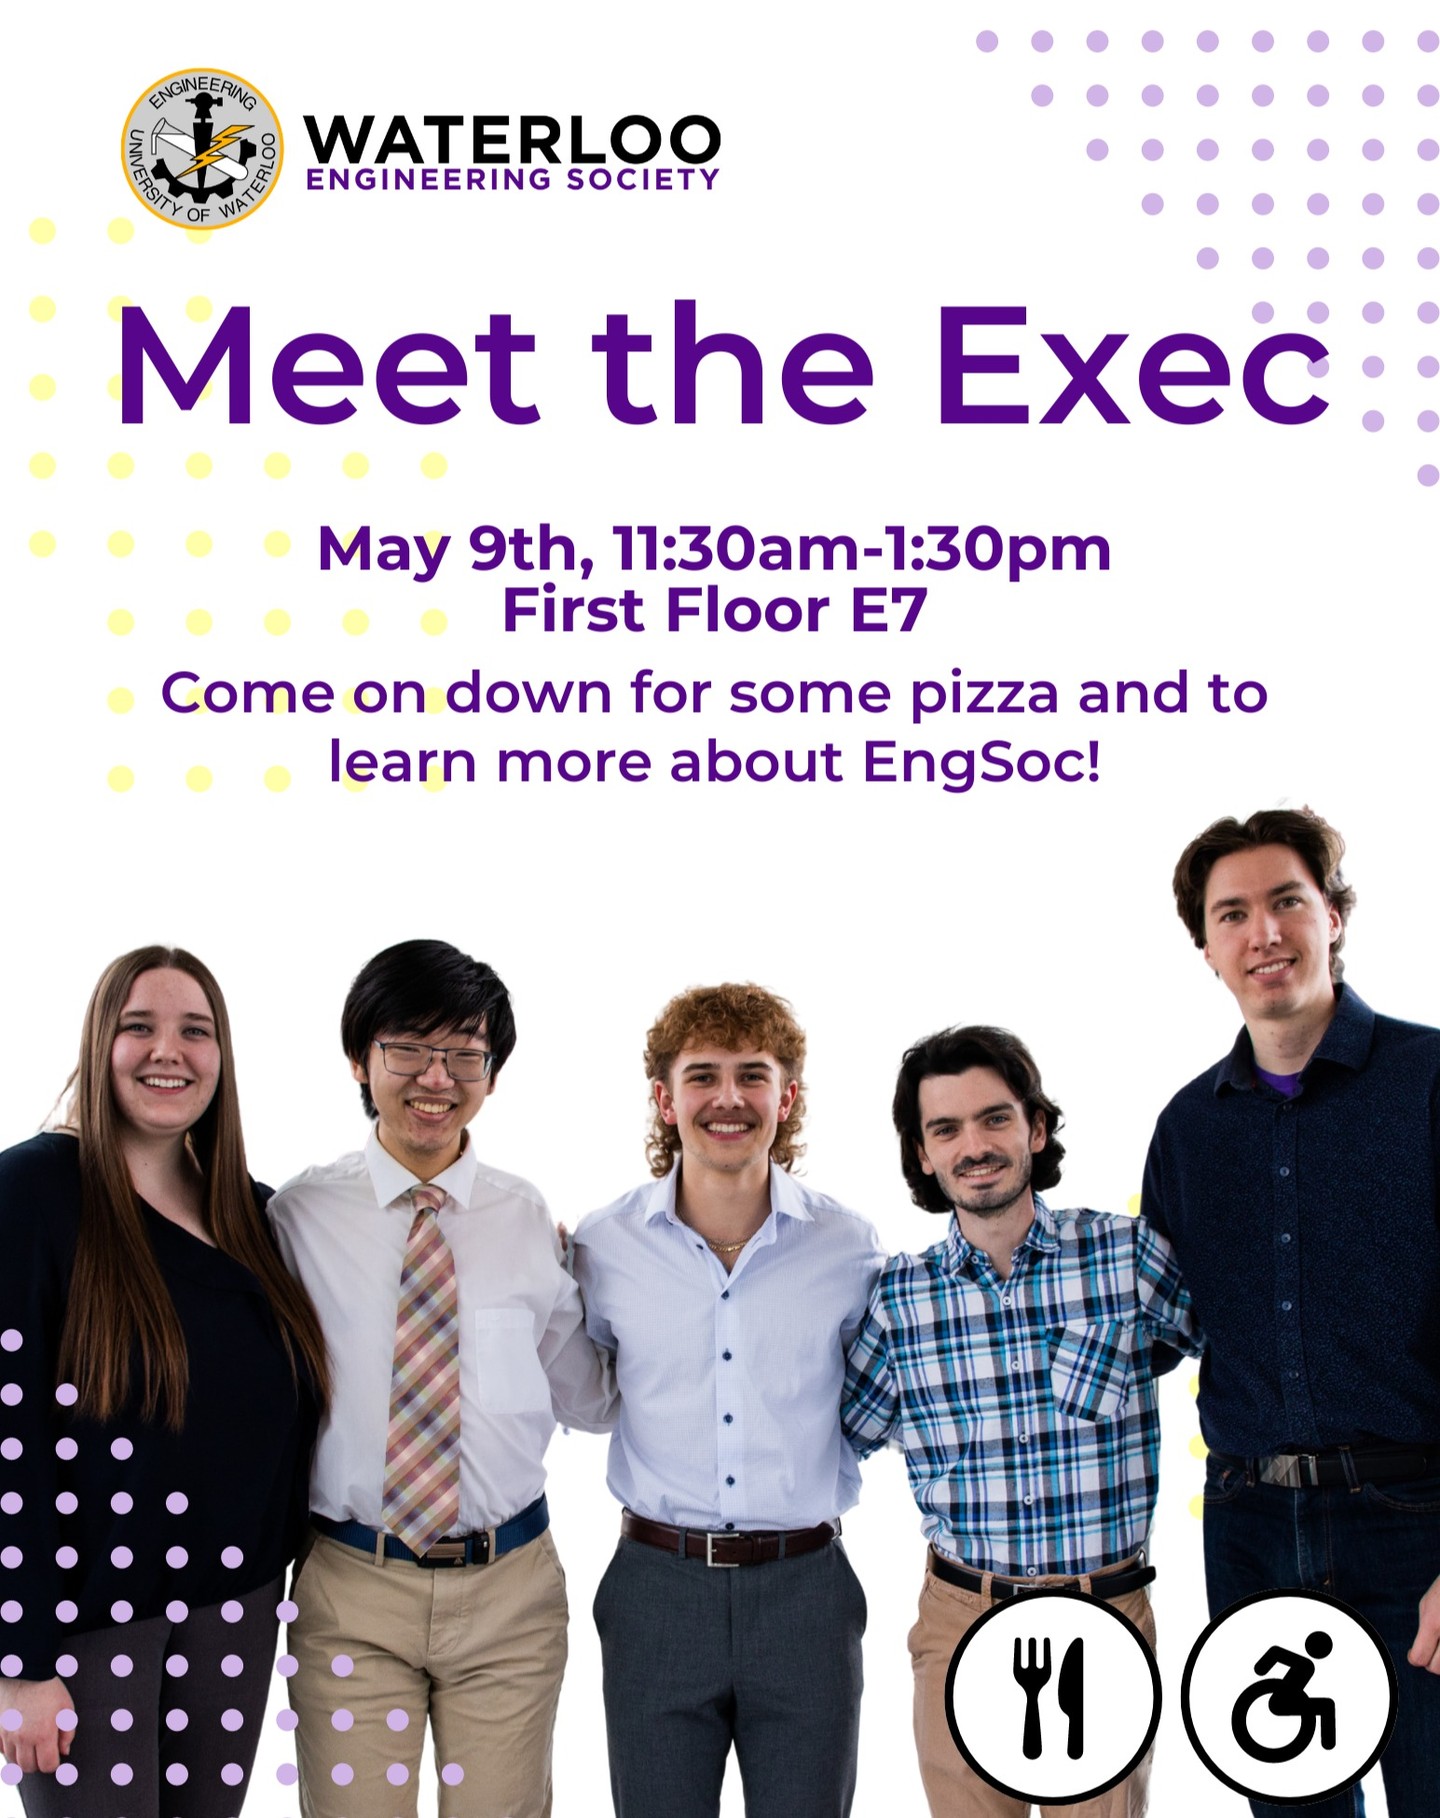 ENGINEERING
UNIVERSITY OF WATERLOO
WATERLOO
ENGINEERING SOCIETY
Meet the Exec
May 9th, 11:30am-1:30pm
First Floor E7
Come on down for some pizza and to
learn more about EngSoc!